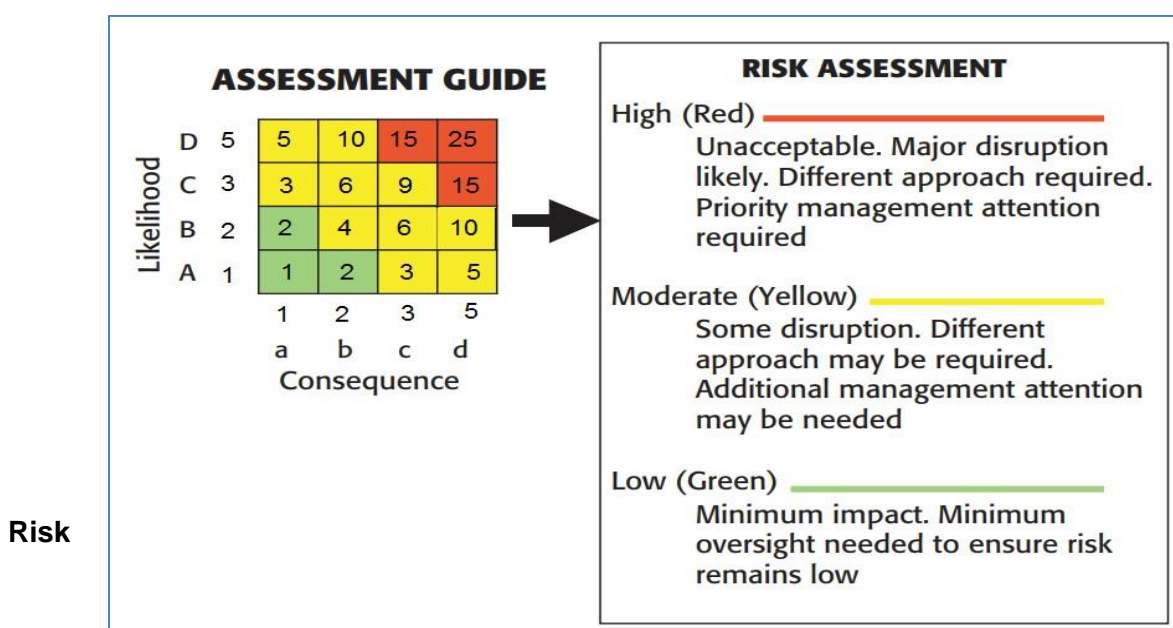 ASSESSMENT GUIDE
Likelihood
D 5 5 10 15 25
C 3 3 6 9 15
B 2 2 4 6 10
A 1 1 2 3 5
1 2 3 5
a b c d
Consequence
RISK ASSESSMENT
High (Red)
Unacceptable. Major disruption
likely. Different approach required.
Priority management attention
required
Moderate (Yellow)
Some disruption. Different
approach may be required.
Additional management attention
may be needed
Low (Green)
Minimum impact. Minimum
oversight needed to ensure risk
remains low
Risk